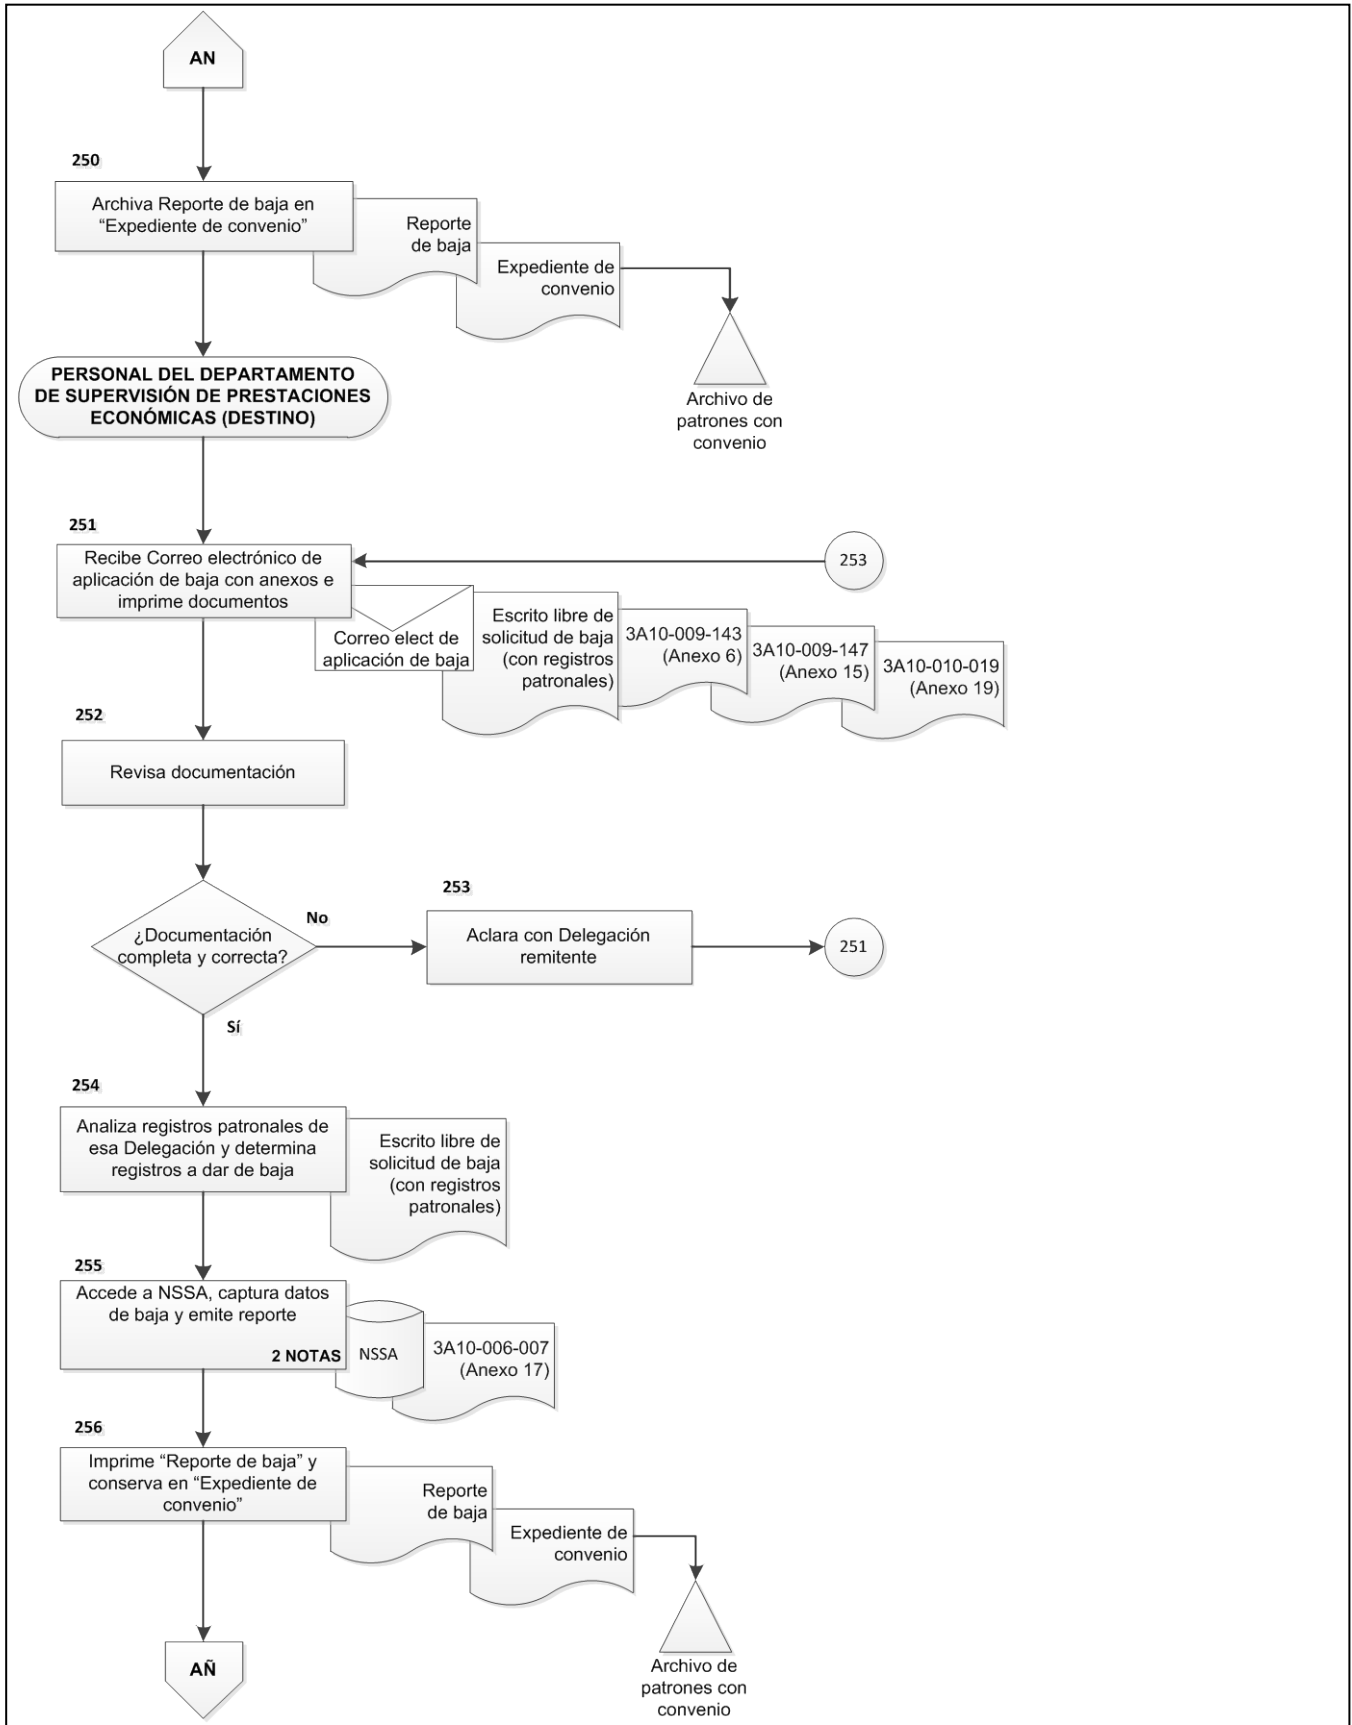 AN
250
Archiva Reporte de baja en
“Expediente de convenio”
Reporte
de baja
Expediente de
convenio
Archivo de
patrones con
convenio
PERSONAL DEL DEPARTAMENTO
DE SUPERVISIÓN DE PRESTACIONES
ECONÓMICAS (DESTINO)
251
Recibe Correo electrónico de
aplicación de baja con anexos e
imprime documentos
253
Correo elect de
aplicación de baja
Escrito libre de
solicitud de baja
(con registros
patronales)
3A10-009-143
(Anexo 6)
3A10-009-147
(Anexo 15)
3A10-010-019
(Anexo 19)
252
Revisa documentación
¿Documentación
completa y correcta?
No
253
Aclara con Delegación
remitente
251
Sí
254
Analiza registros patronales de
esa Delegación y determina
registros a dar de baja
Escrito libre de
solicitud de baja
(con registros
patronales)
255
Accede a NSSA, captura datos
de baja y emite reporte
2 NOTAS
NSSA
3A10-006-007
(Anexo 17)
256
Imprime “Reporte de baja” y
conserva en “Expediente de
convenio”
Reporte
de baja
Expediente de
convenio
Archivo de
patrones con
convenio
AÑ